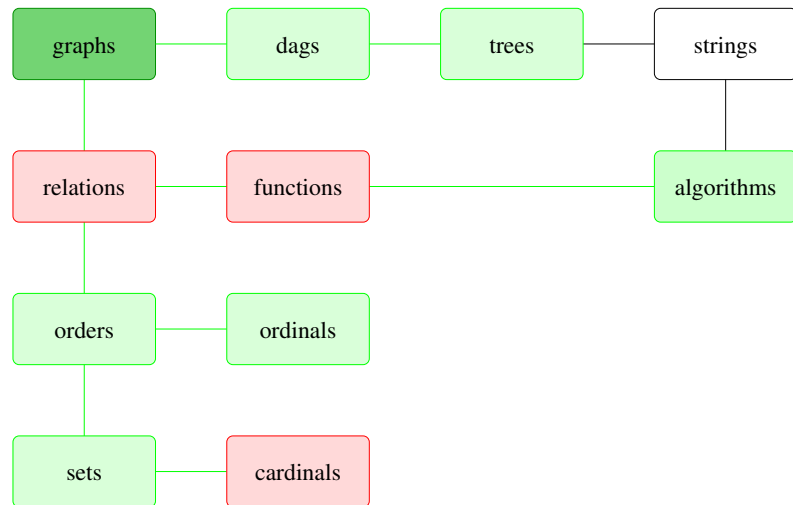 graphs
dags
trees
strings
relations
functions
algorithms
orders
ordinals
sets
cardinals